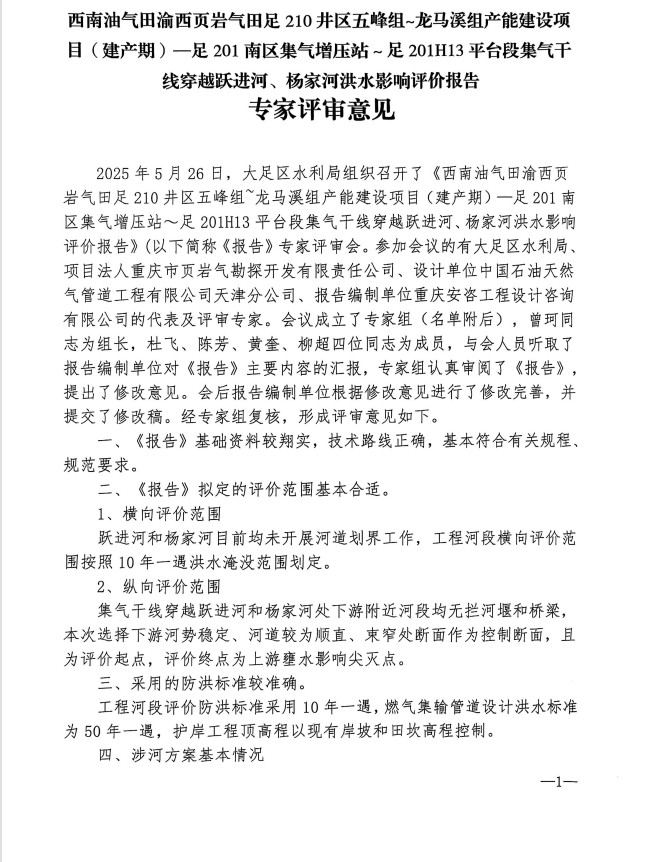 西南油气田渝西页岩气田足 210 井区五峰组~龙马溪组产能建设项
目（建产期）—足 201 南区集气增压站～足 201H13 平台段集气干
线穿越跃进河、杨家河洪水影响评价报告
专家评审意见
2025 年 5 月 26 日，大足区水利局组织召开了《西南油气田渝西页
岩气田足 210 井区五峰组~龙马溪组产能建设项目（建产期）—足 201 南
区集气增压站～足 201H13 平台段集气干线穿越跃进河、杨家河洪水影响
评价报告》(以下简称《报告》专家评审会。参加会议的有大足区水利局、
项目法人重庆市页岩气勘探开发有限责任公司、设计单位中国石油天然
气管道工程有限公司天津分公司、报告编制单位重庆安咨工程设计咨询
有限公司的代表及评审专家。会议成立了专家组（名单附后），曾珂同
志为组长，杜飞、陈芳、黄奎、柳超四位同志为成员，与会人员听取了
报告编制单位对《报告》主要内容的汇报，专家组认真审阅了《报告》，
提出了修改意见。会后报告编制单位根据修改意见进行了修改完善，并
提交了修改稿。经专家组复核，形成评审意见如下。
一、《报告》基础资料较翔实，技术路线正确，基本符合有关规程、
规范要求。
二、《报告》拟定的评价范围基本合适。
1、横向评价范围
跃进河和杨家河目前均未开展河道划界工作，工程河段横向评价范
围按照 10 年一遇洪水淹没范围划定。
2、纵向评价范围
集气干线穿越跃进河和杨家河处下游附近河段均无拦河堰和桥梁，
本次选择下游河势稳定、河道较为顺直、束窄处断面作为控制断面，且
为评价起点，评价终点为上游壅水影响尖灭点。
三、采用的防洪标准较准确。
工程河段评价防洪标准采用 10 年一遇，燃气集输管道设计洪水标准
为 50 年一遇，护岸工程顶高程以现有岸坡和田坎高程控制。
四、涉河方案基本情况
—1—